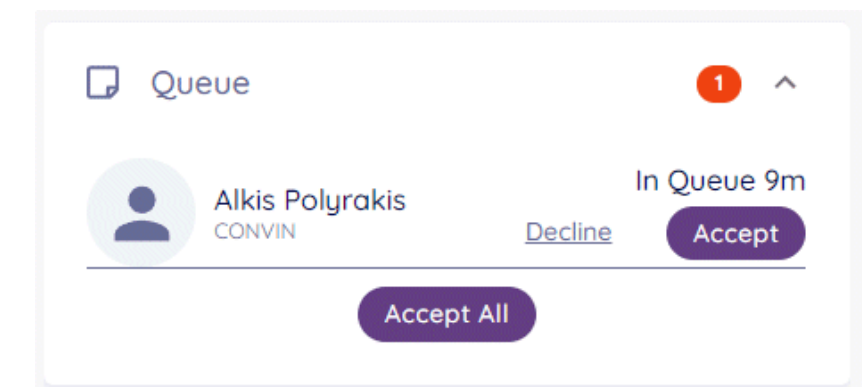 Queue 1
Alkis Polyrakis
CONVIN
In Queue 9m
Decline Accept
Accept All